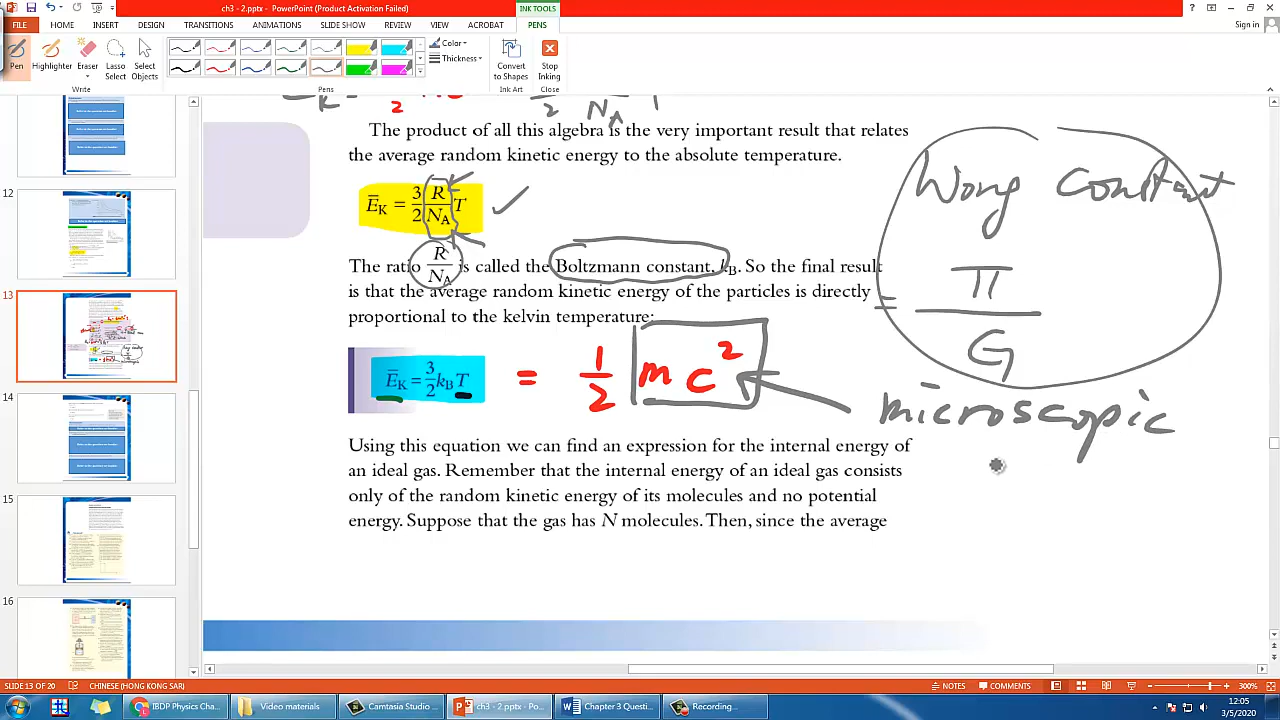 ch3 - 2.pptx - PowerPoint (Product Activation Failed)
INK TOOLS
Sign in
FILE HOME INSERT DESIGN TRANSITIONS ANIMATIONS SLIDE SHOW REVIEW VIEW ACROBAT PENS
Pen Highlighter Eraser Lasso Select Select Objects
Color
Thickness
Convert to Shapes
Stop Inking
Write Pens Ink Art Close
The product of all this algebra is the very important result that relates
the average random kinetic energy to the absolute temperature.
ĒK = 3/2 R/NA T
Wong constant
= π/G
The ratio R/NA is called the Boltzmann constant, kB. So the final result
is that the average random kinetic energy of the particles is directly
proportional to the kelvin temperature:
ĒK = 3/2 kB T = 1/2 mc²
microscopic
Using this equation we can find an expression for the internal energy of
an ideal gas. Remember that the internal energy of an ideal gas consists
only of the random kinetic energy of its molecules and no potential
energy. Suppose that the gas has N molecules. Then, since the average
12
14
15
16
SLIDE 13 OF 20 CHINESE (HONG KONG SAR) NOTES COMMENTS 300%
IBDP Physics Cha... Video materials Camtasia Studio ... ch3 - 2.pptx - Po... Chapter 3 Questi... Recording...
12:05
3/5/2020